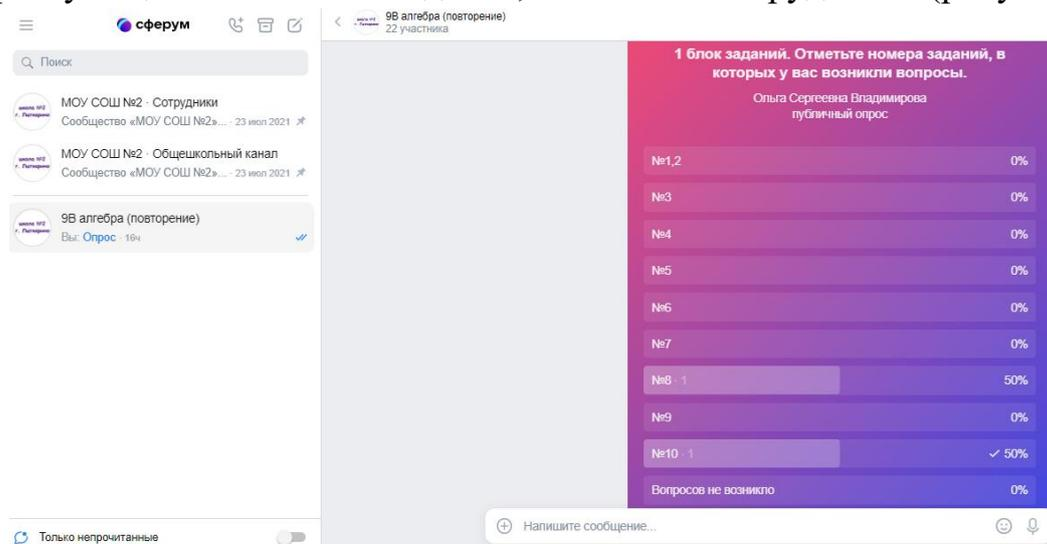 сферум
Поиск
МОУ СОШ №2 · Сотрудники
Сообщество «МОУ СОШ №2»... · 23 июл 2021
МОУ СОШ №2 · Общешкольный канал
Сообщество «МОУ СОШ №2»... · 23 июл 2021
9В алгебра (повторение)
Вы: Опрос · 16ч
Только непрочитанные
9В алгебра (повторение)
22 участника
1 блок заданий. Отметьте номера заданий, в
которых у вас возникли вопросы.
Ольга Сергеевна Владимирова
публичный опрос
№1,2 0%
№3 0%
№4 0%
№5 0%
№6 0%
№7 0%
№8 · 1 50%
№9 0%
№10 · 1 50%
Вопросов не возникло 0%
Напишите сообщение...